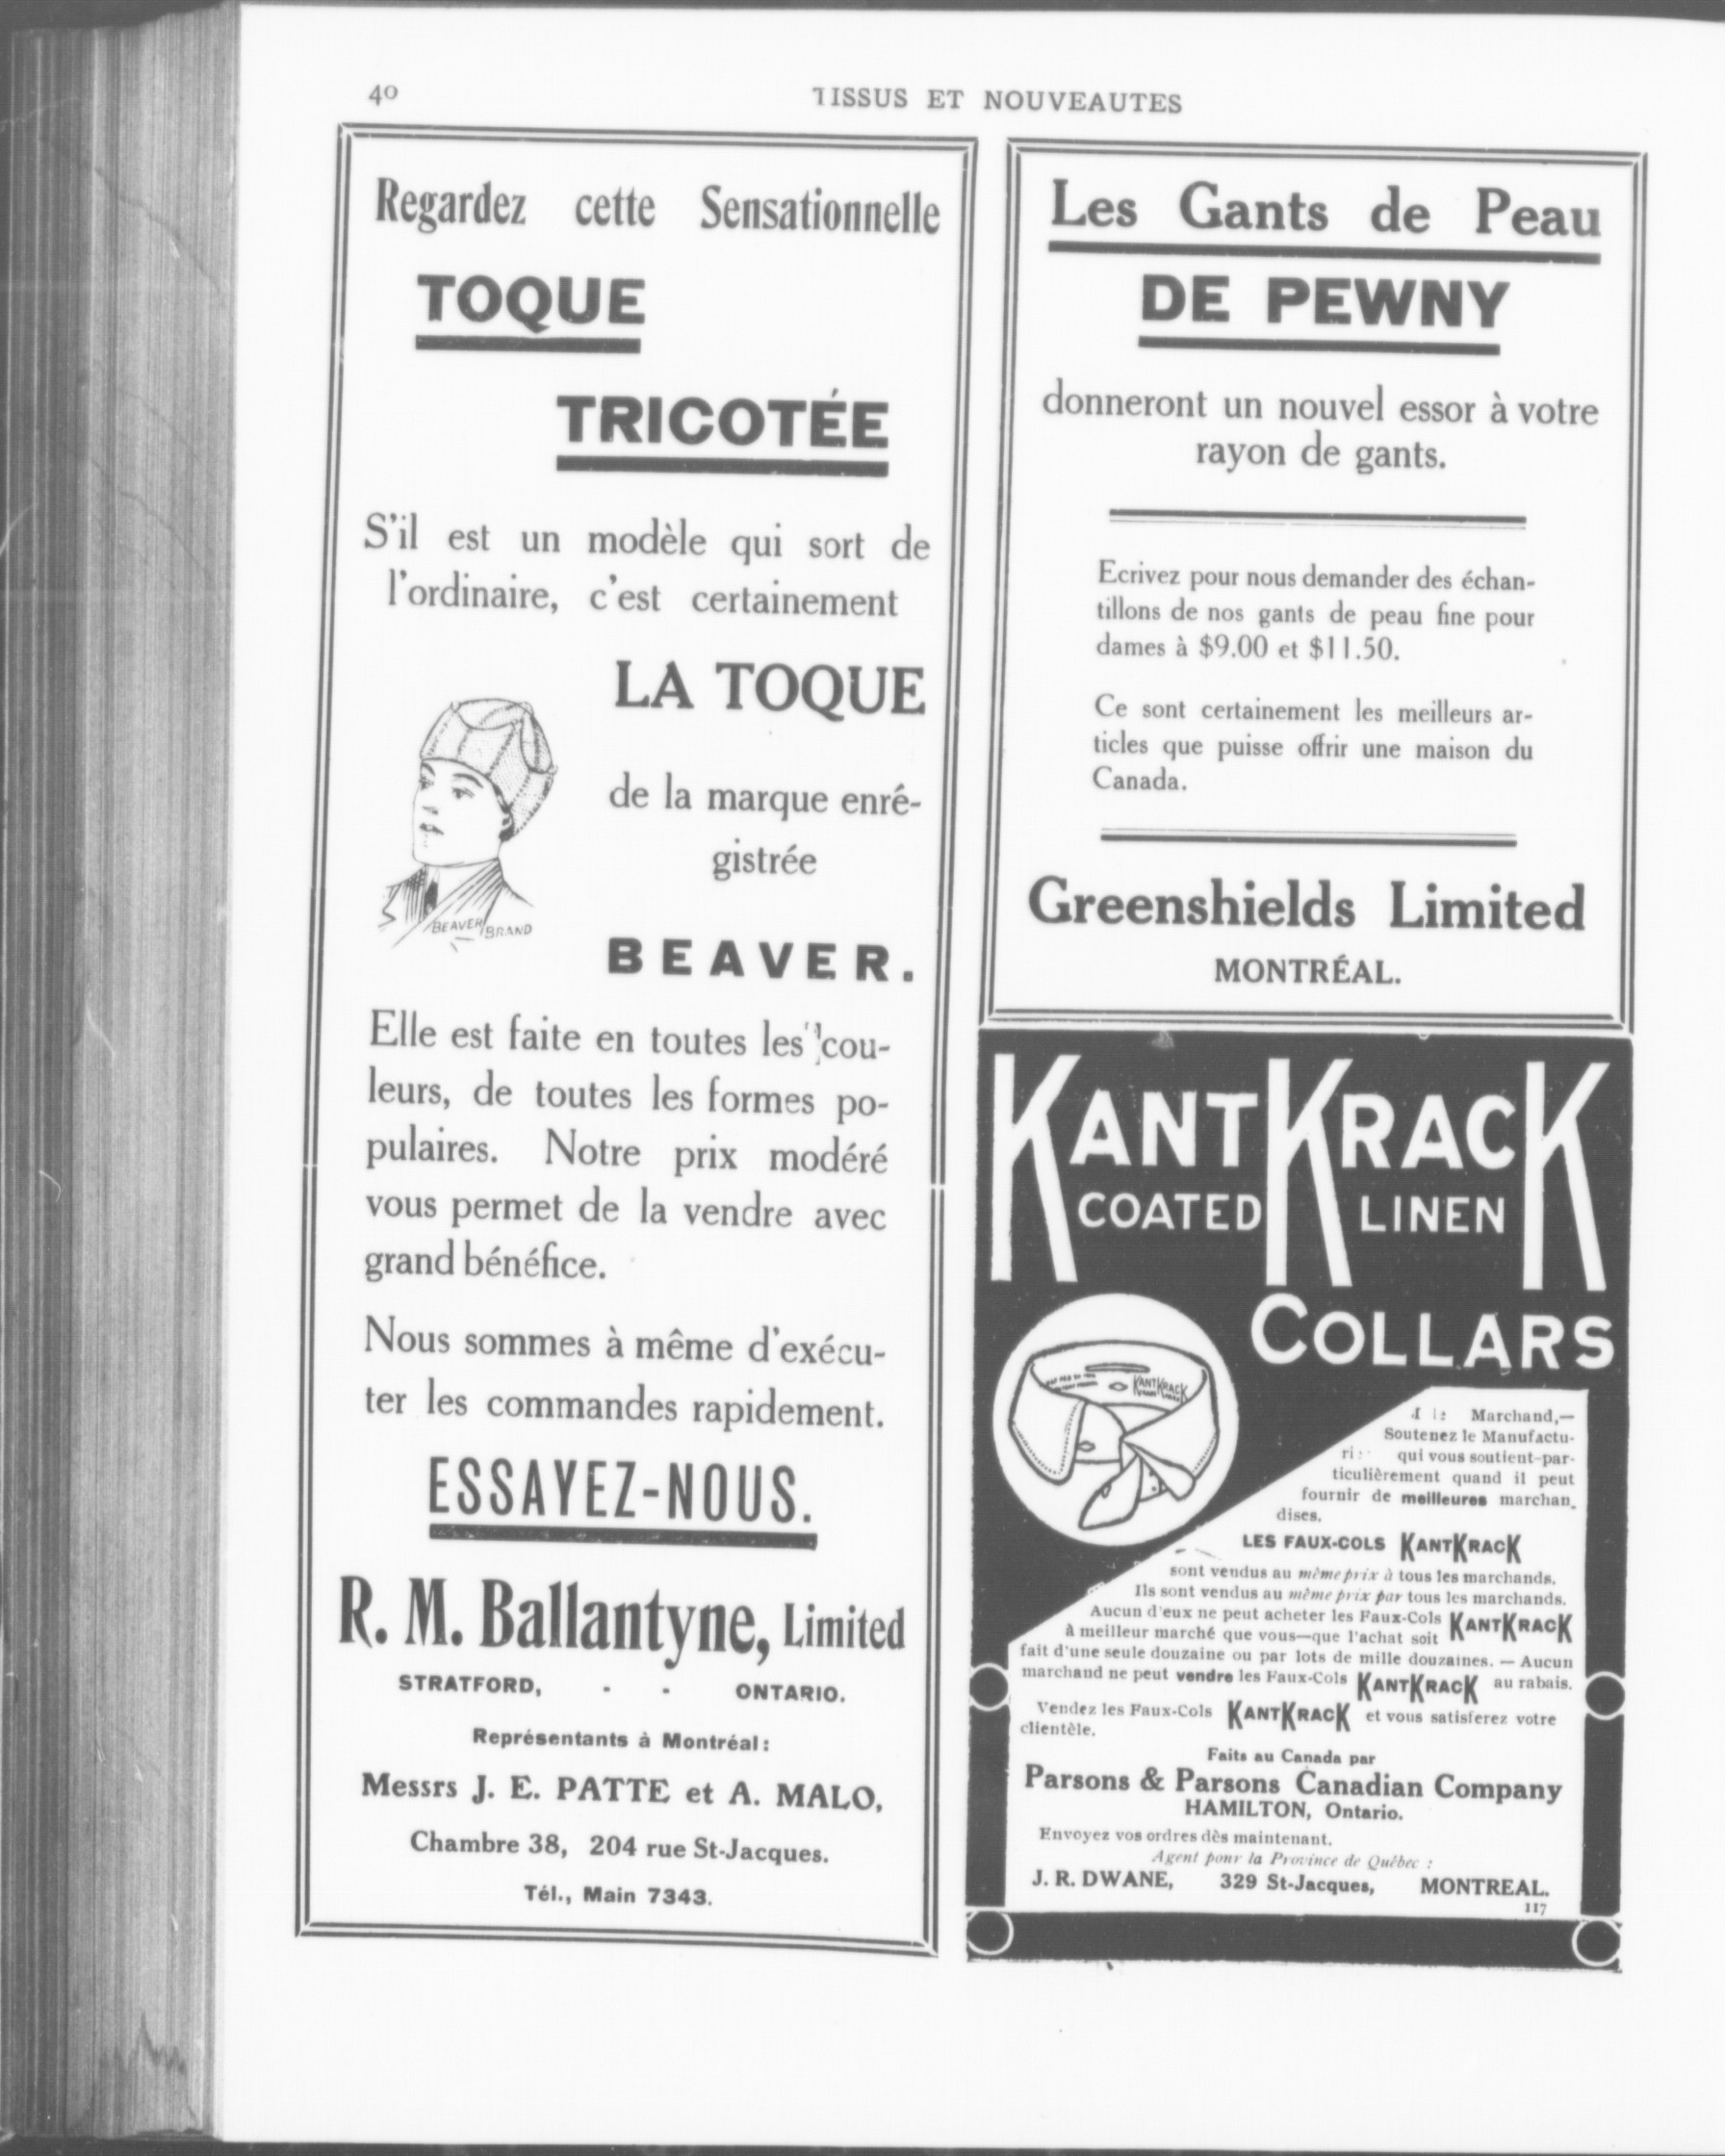 40
TISSUS ET NOUVEAUTES
Regardez cette Sensationnelle
TOQUE
TRICOTÉE
S'il est un modèle qui sort de
l'ordinaire, c'est certainement
LA TOQUE
de la marque enré-
gistrée
BEAVER BRAND
BEAVER.
Elle est faite en toutes les cou-
leurs, de toutes les formes po-
pulaires. Notre prix modéré
vous permet de la vendre avec
grand bénéfice.
Nous sommes à même d'exécu-
ter les commandes rapidement.
ESSAYEZ-NOUS.
R. M. Ballantyne, Limited
STRATFORD, - - ONTARIO.
Représentants à Montréal:
Messrs J. E. PATTE et A. MALO,
Chambre 38, 204 rue St-Jacques.
Tél., Main 7343.
Les Gants de Peau
DE PEWNY
donneront un nouvel essor à votre
rayon de gants.
Ecrivez pour nous demander des échan-
tillons de nos gants de peau fine pour
dames à $9.00 et $11.50.
Ce sont certainement les meilleurs ar-
ticles que puisse offrir une maison du
Canada.
Greenshields Limited
MONTRÉAL.
KANTKRACK
COATED LINEN
COLLARS
KANTKRACK
Marchand,—
Soutenez le Manufactu-
qui vous soutient-par-
ticulièrement quand il peut
fournir de meilleures marchan.
dises.
LES FAUX-COLS KANTKRACK
sont vendus au même prix à tous les marchands.
Ils sont vendus au même prix par tous les marchands.
Aucun d'eux ne peut acheter les Faux-Cols KANTKRACK
à meilleur marché que vous—que l'achat soit
fait d'une seule douzaine ou par lots de mille douzaines. — Aucun
marchand ne peut vendre les Faux-Cols KANTKRACK au rabais.
Vendez les Faux-Cols KANTKRACK et vous satisferez votre
clientèle.
Faits au Canada par
Parsons & Parsons Canadian Company
HAMILTON, Ontario.
Envoyez vos ordres dès maintenant.
Agent pour la Province de Québec :
J. R. DWANE, 329 St-Jacques, MONTREAL.
117